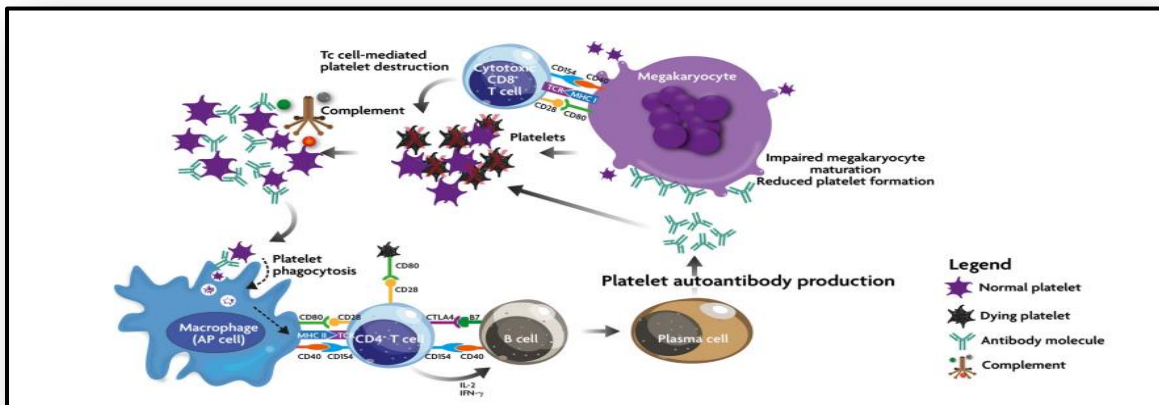 Tc cell-mediated
platelet destruction
Cytotoxic
CD8+
T cell
CD154
CD40
TCR
MHC I
CD28
CD80
Megakaryocyte
Complement
Platelets
Impaired megakaryocyte
maturation
Reduced platelet formation
Platelet
phagocytosis
CD80
CD28
Platelet autoantibody production
Macrophage
(AP cell)
CD80
CD28
MHC II
TCR
CD40
CD154
CD4+ T cell
CTLA4
B7
CD154
CD40
B cell
IL-2
IFN-γ
Plasma cell
Legend
Normal platelet
Dying platelet
Antibody molecule
Complement